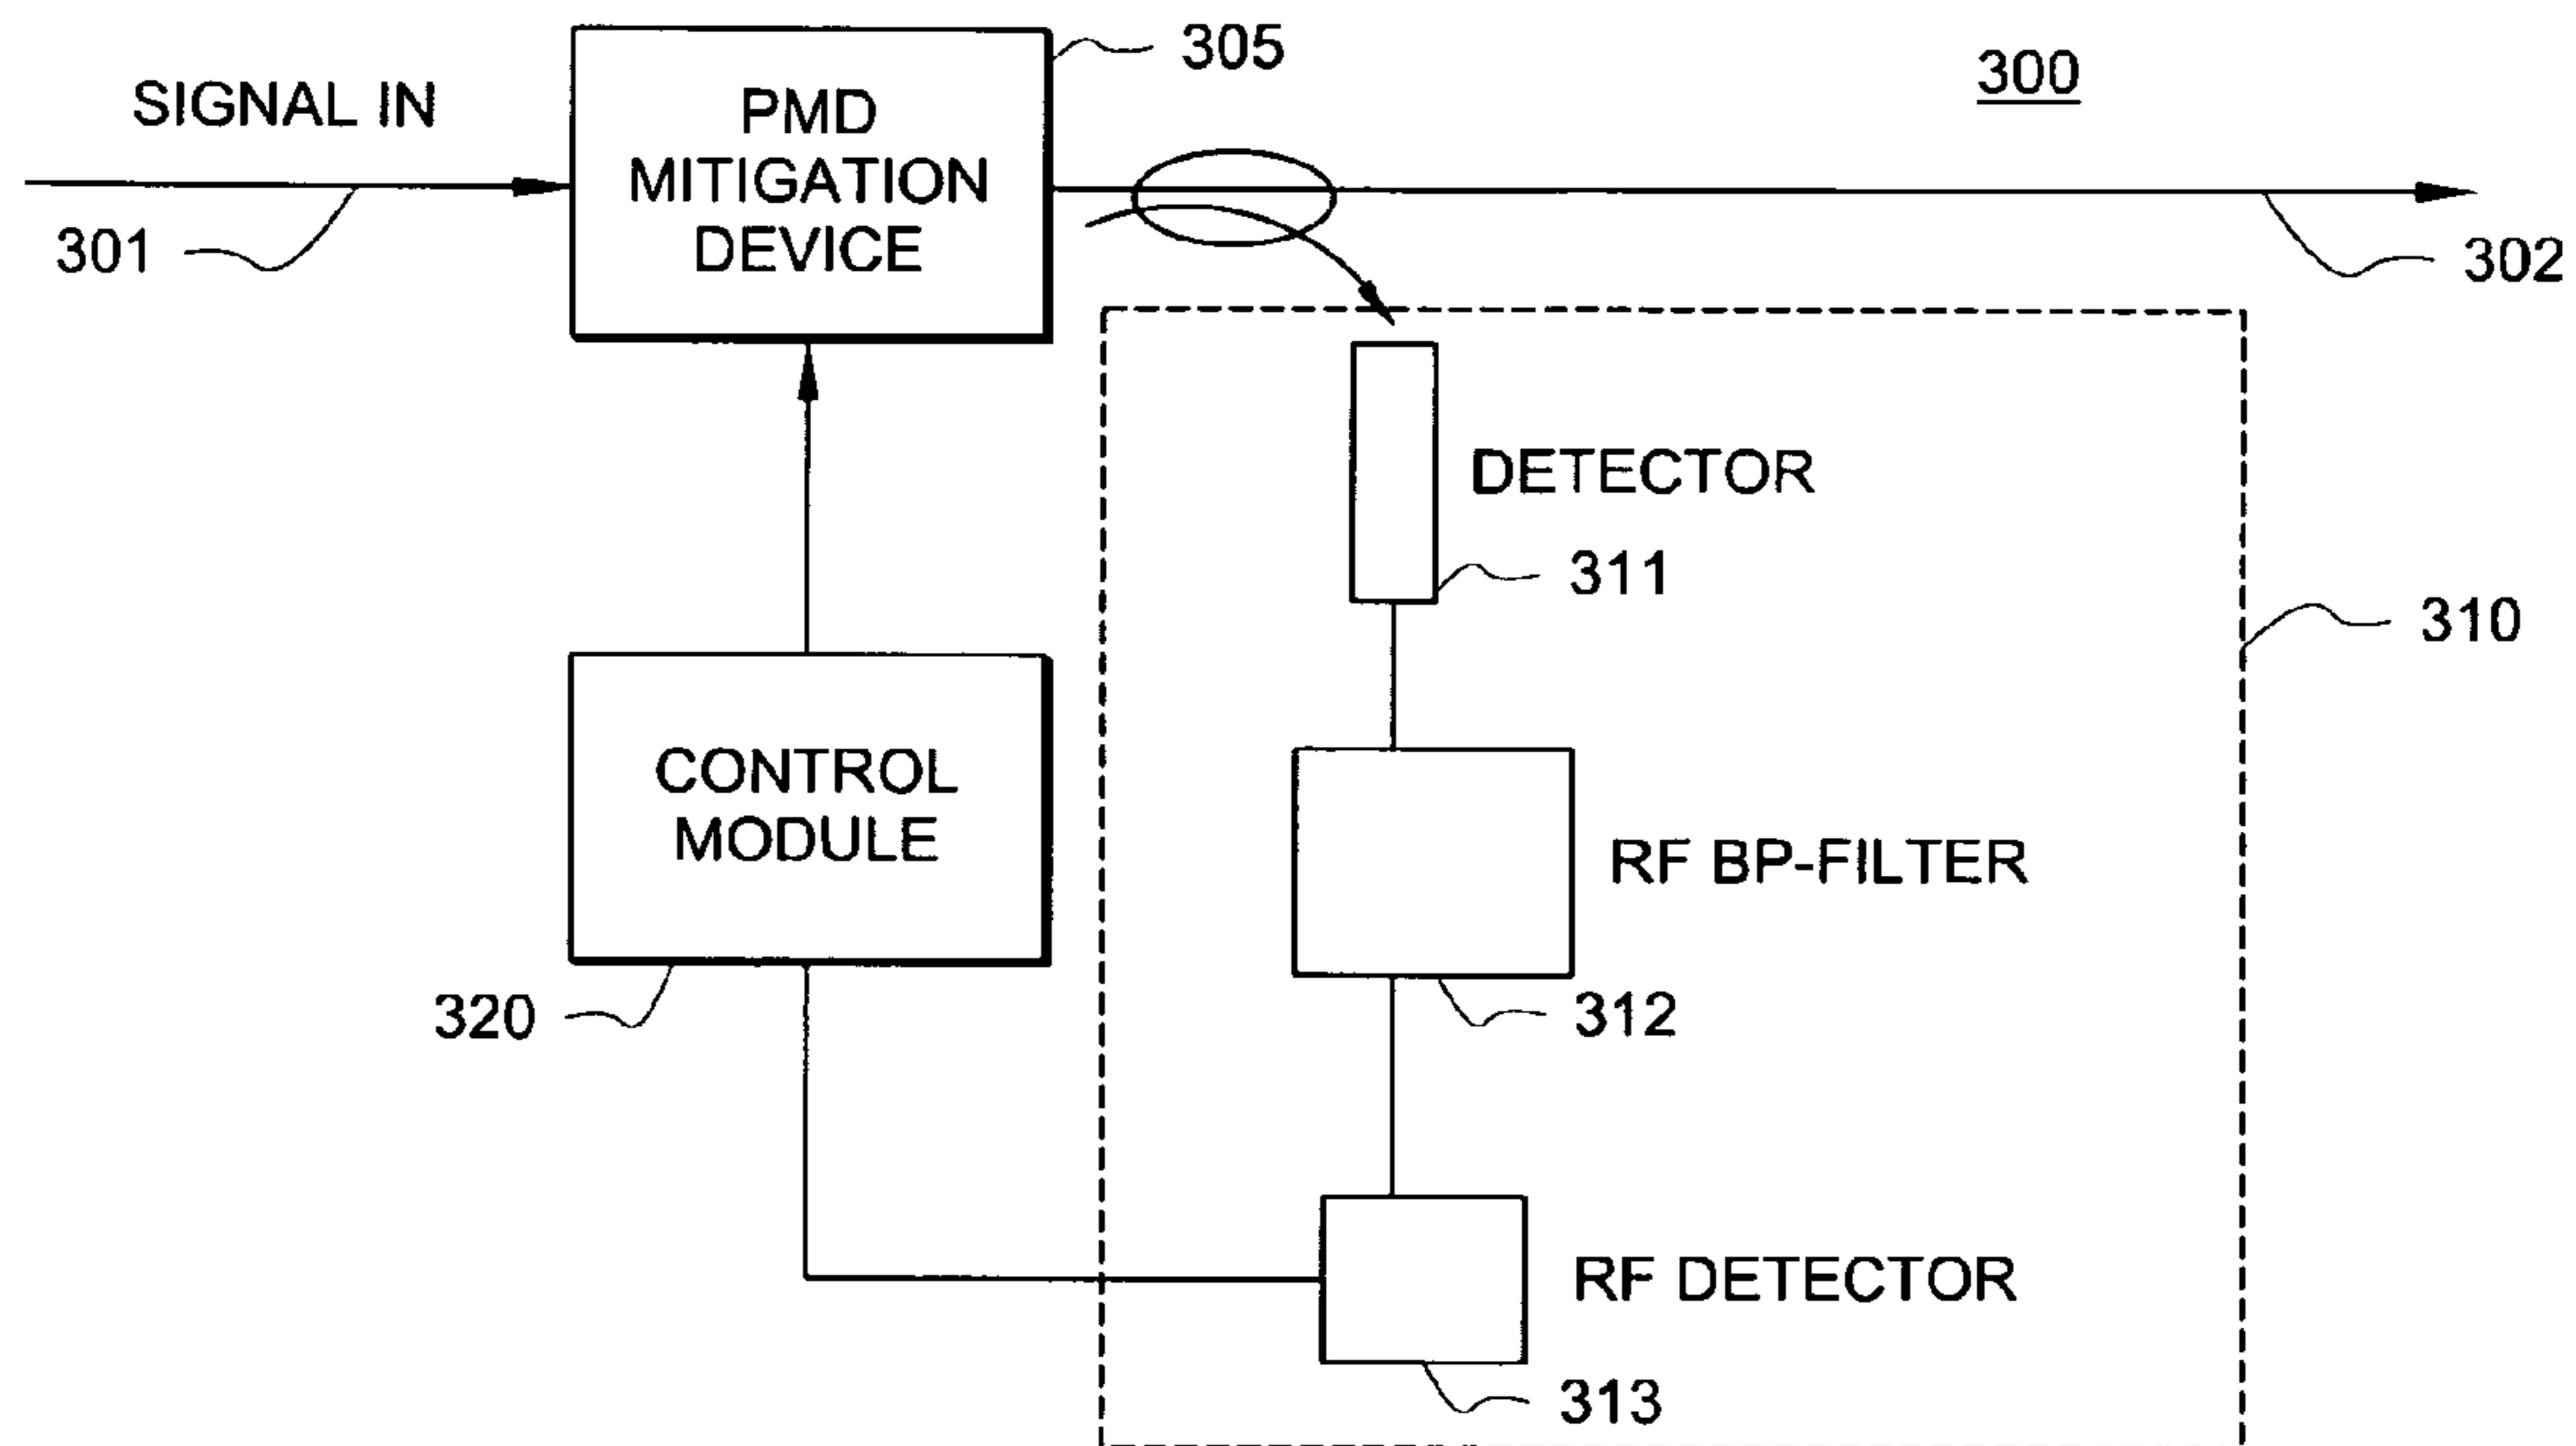 305
300
SIGNAL IN
PMD
MITIGATION
DEVICE
301
302
DETECTOR
311
310
CONTROL
MODULE
RF BP-FILTER
320
312
RF DETECTOR
313